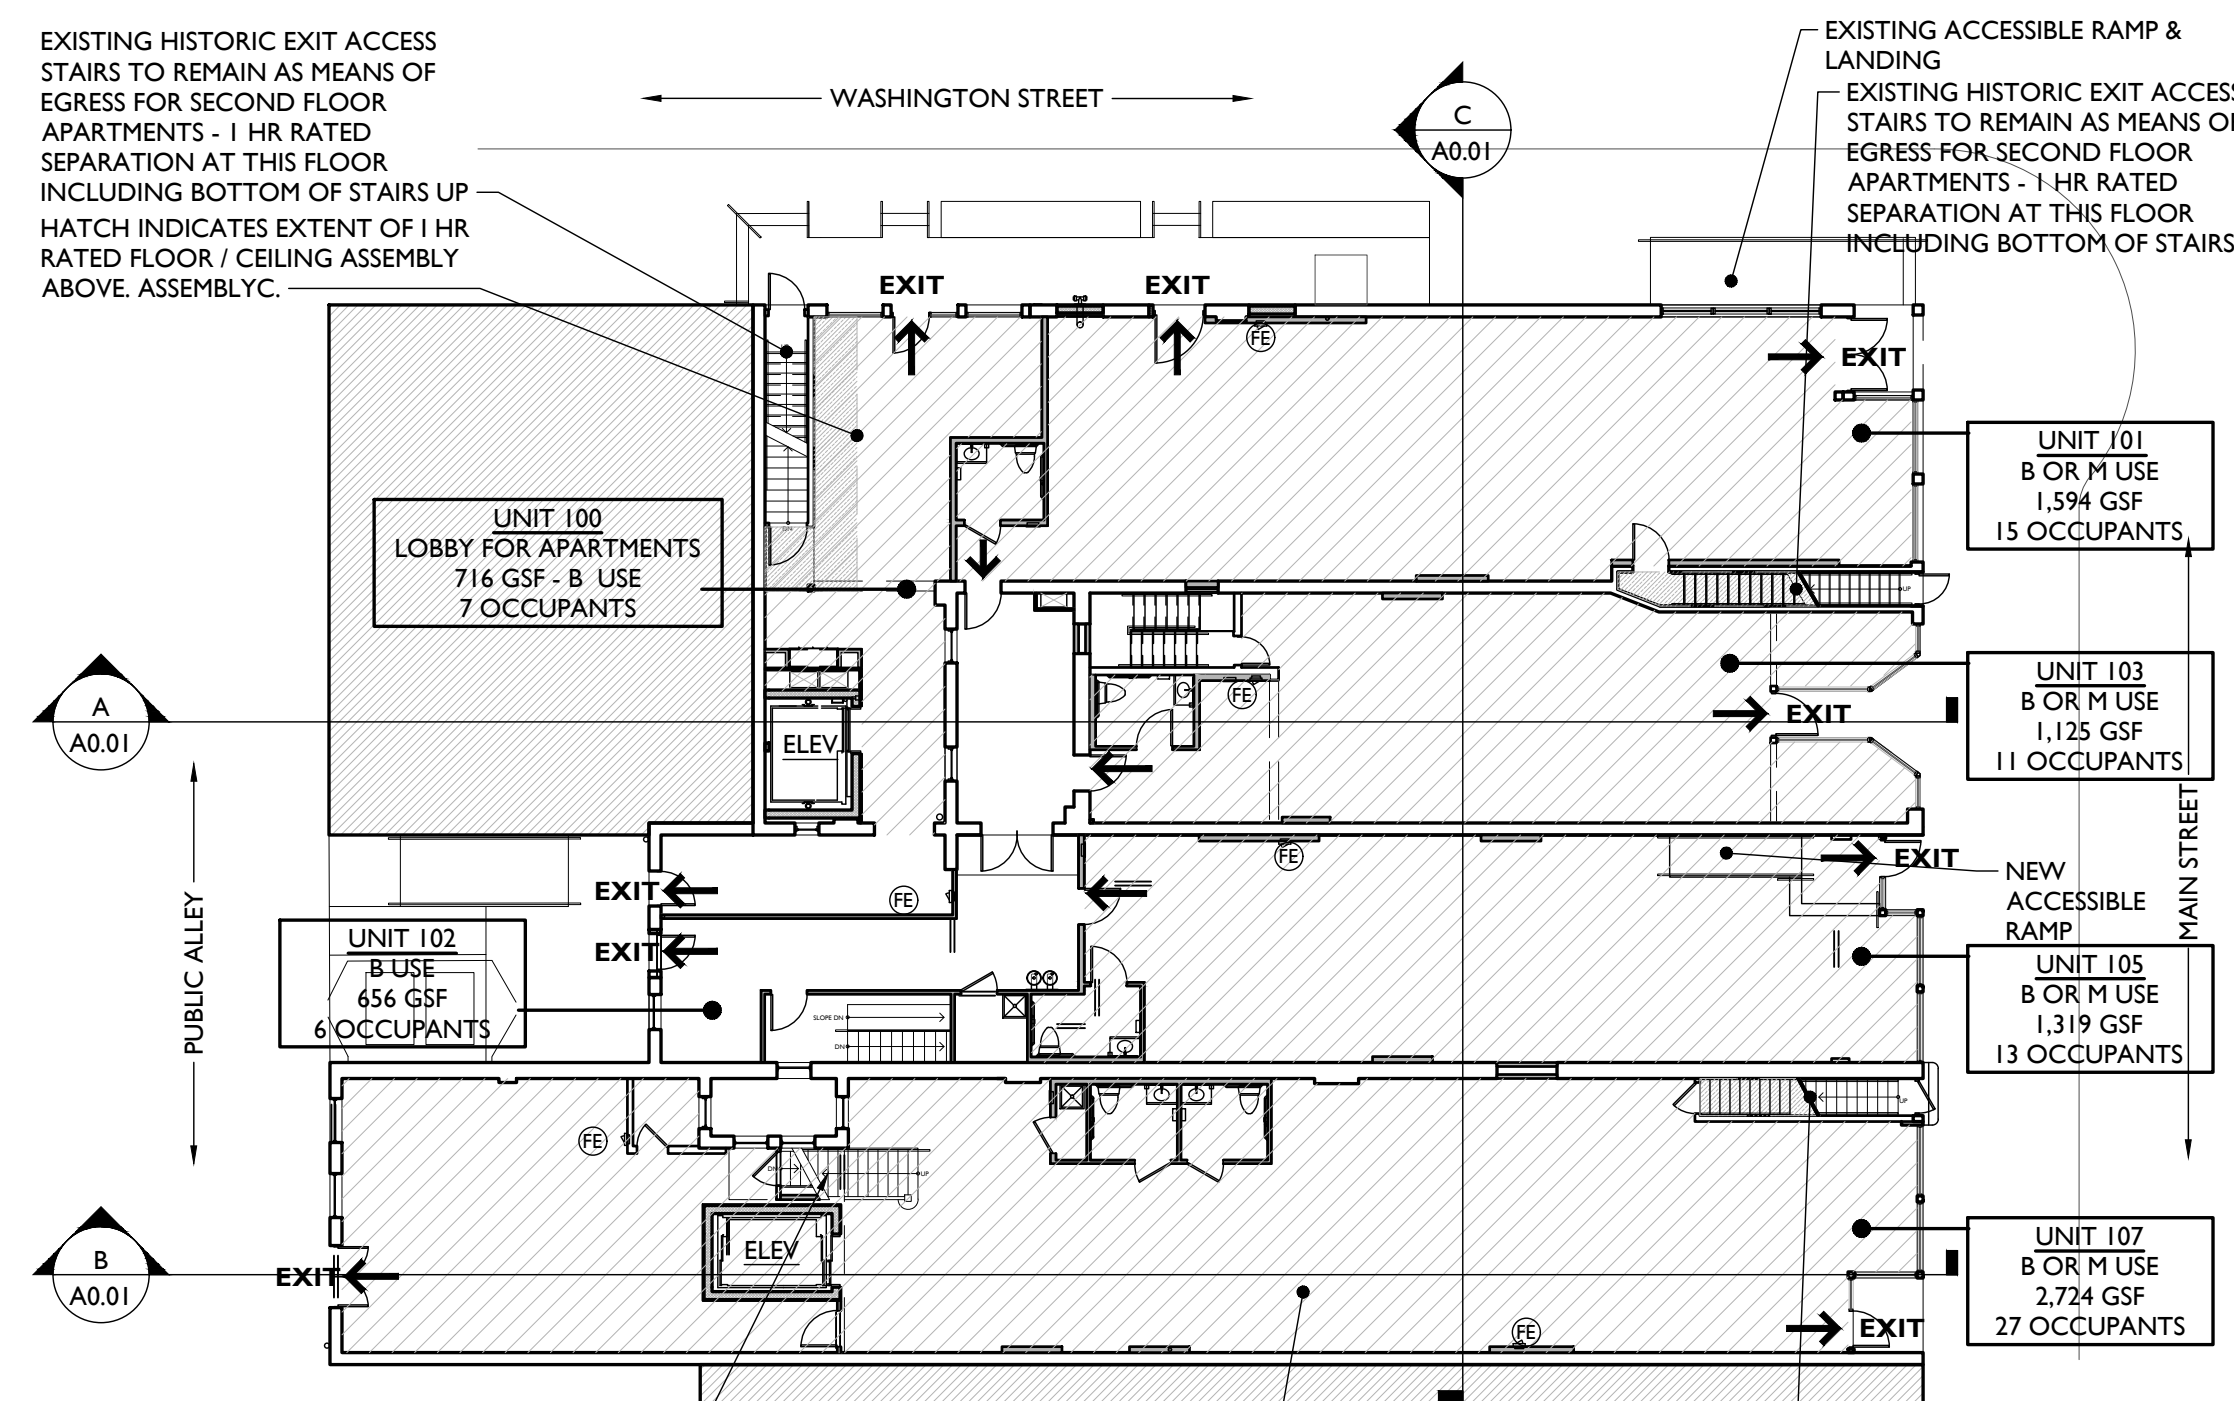 EXISTING HISTORIC EXIT ACCESS
STAIRS TO REMAIN AS MEANS OF
EGRESS FOR SECOND FLOOR
APARTMENTS - 1 HR RATED
SEPARATION AT THIS FLOOR
INCLUDING BOTTOM OF STAIRS UP
HATCH INDICATES EXTENT OF 1 HR
RATED FLOOR / CEILING ASSEMBLY
ABOVE. ASSEMBLYC.
WASHINGTON STREET
C
A0.01
EXISTING ACCESSIBLE RAMP &
LANDING
EXISTING HISTORIC EXIT ACCESS
STAIRS TO REMAIN AS MEANS OF
EGRESS FOR SECOND FLOOR
APARTMENTS - 1 HR RATED
SEPARATION AT THIS FLOOR
INCLUDING BOTTOM OF STAIRS
EXIT
EXIT
FE
EXIT
UNIT 101
B OR M USE
1,594 GSF
15 OCCUPANTS
UNIT 100
LOBBY FOR APARTMENTS
716 GSF - B USE
7 OCCUPANTS
DN
UP
UNIT 103
B OR M USE
1,125 GSF
11 OCCUPANTS
FE
EXIT
A
A0.01
ELEV
MAIN STREET
PUBLIC ALLEY
FE
EXIT
NEW
ACCESSIBLE
RAMP
EXIT
FE
EXIT
UNIT 102
B USE
656 GSF
6 OCCUPANTS
UNIT 105
B OR M USE
1,319 GSF
13 OCCUPANTS
SLOPE DN
DN
UP
FE
DN
UP
UNIT 107
B OR M USE
2,724 GSF
27 OCCUPANTS
B
A0.01
ELEV
EXIT
FE
EXIT